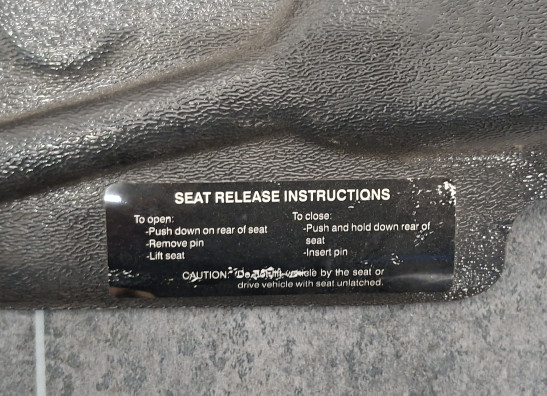 SEAT RELEASE INSTRUCTIONS
To open:
-Push down on rear of seat
-Remove pin
-Lift seat
To close:
-Push and hold down rear of
seat
-Insert pin
CAUTION: vehicle by the seat or
drive vehicle with seat unlatched.